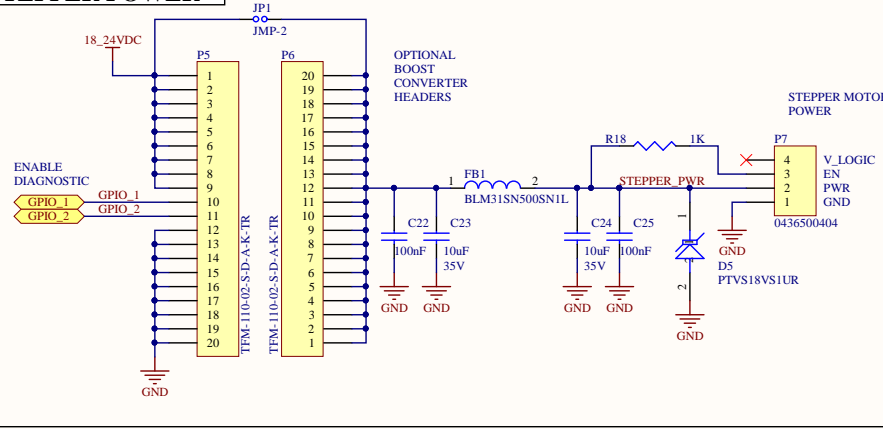 JP1
JMP-2
18_24VDC
P5
1
2
3
4
5
6
7
8
9
10
11
12
13
14
15
16
17
18
19
20
TFM-110-02-S-D-A-K-TR
ENABLE
DIAGNOSTIC
GPIO_1
GPIO_1
GPIO_2
GPIO_2
GND
P6
20
19
18
17
16
15
14
13
12
11
10
9
8
7
6
5
4
3
2
1
TFM-110-02-S-D-A-K-TR
OPTIONAL
BOOST
CONVERTER
HEADERS
C22
100nF
GND
C23
10uF
35V
GND
1
FB1
2
BLM31SN500SN1L
C24
10uF
35V
GND
C25
100nF
GND
R18
1K
STEPPER_PWR
1
2
D5
PTVS18VS1UR
GND
STEPPER MOTOR
POWER
P7
4
V_LOGIC
3
EN
2
PWR
1
GND
0436500404
GND